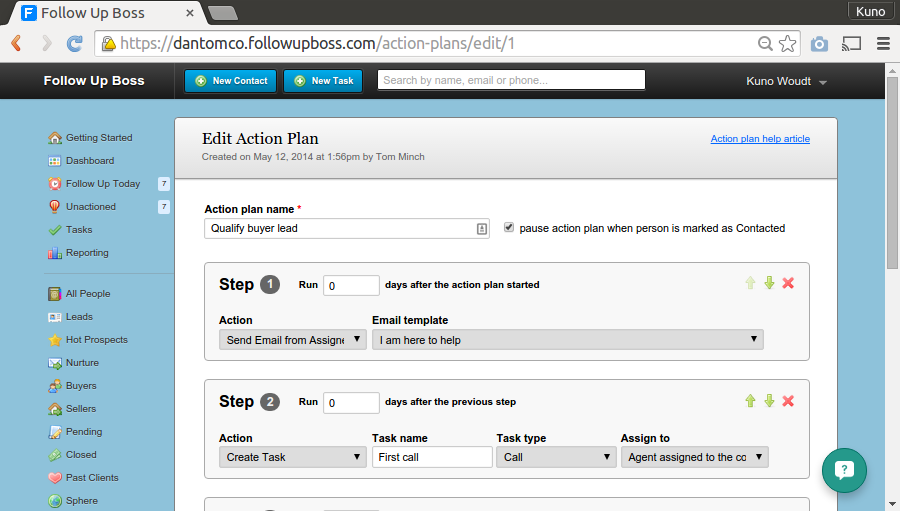 Follow Up Boss ×
Kuno
https://dantomco.followupboss.com/action-plans/edit/1
Follow Up Boss
New Contact
New Task
Search by name, email or phone...
Kuno Woudt
Getting Started
Dashboard
Follow Up Today 7
Unactioned 7
Tasks
Reporting
All People
Leads
Hot Prospects
Nurture
Buyers
Sellers
Pending
Closed
Past Clients
Sphere
Edit Action Plan
Created on May 12, 2014 at 1:56pm by Tom Minch
Action plan help article
Action plan name *
Qualify buyer lead
pause action plan when person is marked as Contacted
Step 1 Run 0 days after the action plan started
Action Email template
Send Email from Assigne I am here to help
Step 2 Run 0 days after the previous step
Action Task name Task type Assign to
Create Task First call Call Agent assigned to the co
?